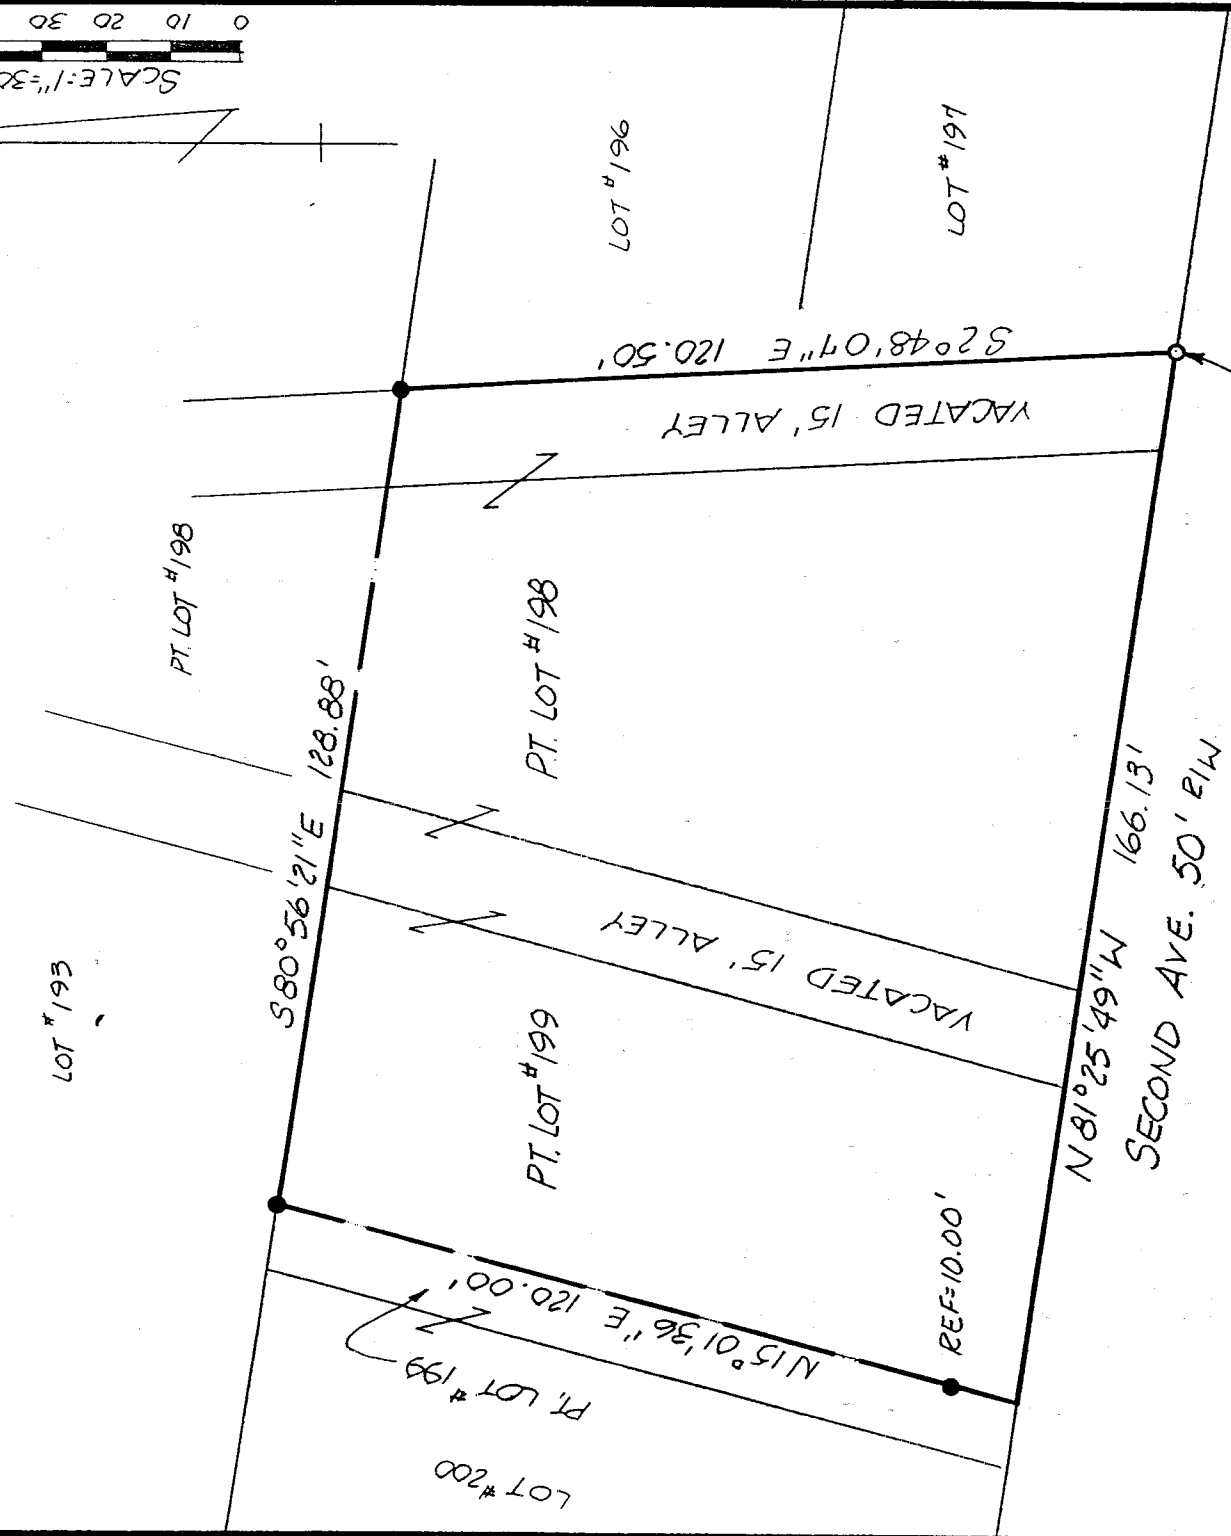 0 10 20 30
SCALE: 1"=30
LOT #196
LOT #197
S2°48'07"E 120.50'
VACATED 15' ALLEY
PT. LOT #198
PT. LOT #198
S80°56'21"E 128.88'
LOT #193
VACATED 15' ALLEY
PT. LOT #199
N81°25'49"W 166.13'
SECOND AVE. 50' R/W
REF=10.00'
N15°01'36"E 120.00'
PT. LOT #199
LOT #200